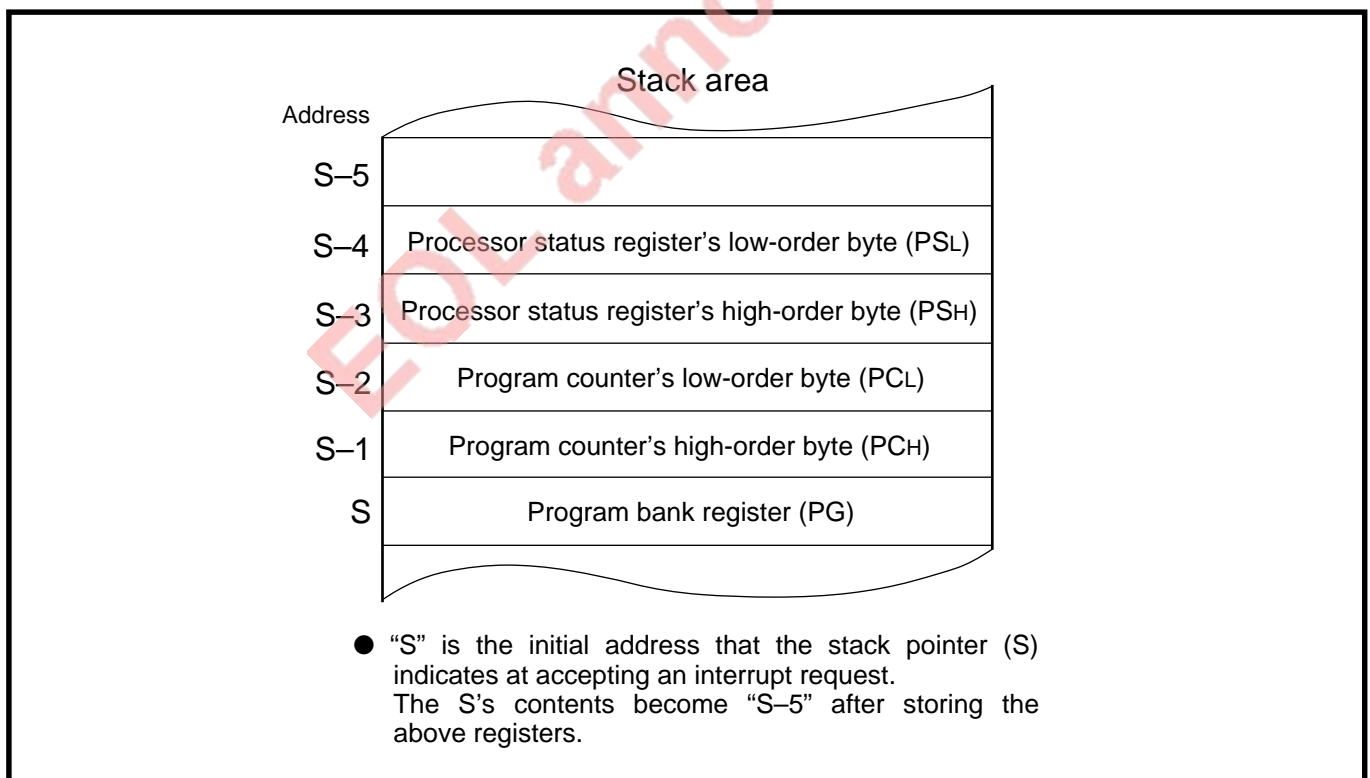 Stack area
Address
S–5
S–4 Processor status register’s low-order byte (PSL)
S–3 Processor status register’s high-order byte (PSH)
S–2 Program counter’s low-order byte (PCL)
S–1 Program counter’s high-order byte (PCH)
S Program bank register (PG)
● “S” is the initial address that the stack pointer (S)
indicates at accepting an interrupt request.
The S’s contents become “S–5” after storing the
above registers.
EOL